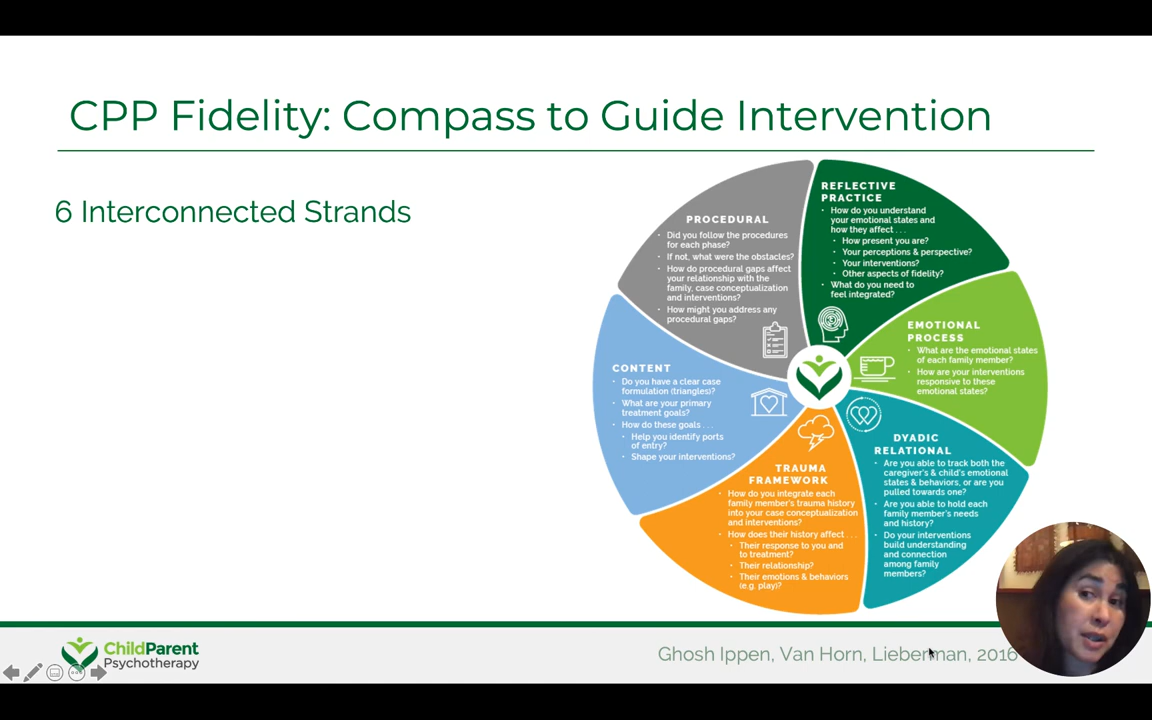 CPP Fidelity: Compass to Guide Intervention
6 Interconnected Strands
REFLECTIVE
PRACTICE
• How do you understand
your emotional states and
how they affect . . .
• How present you are?
• Your perceptions & perspective?
• Your interventions?
• Other aspects of fidelity?
• What do you need to
feel integrated?
EMOTIONAL
PROCESS
• What are the emotional states
of each family member?
• How are your interventions
responsive to these
emotional states?
DYADIC
RELATIONAL
• Are you able to track both the
caregiver's & child's emotional
states & behaviors, or are you
pulled towards one?
• Are you able to hold each
family member's needs
and history?
• Do your interventions
build understanding
and connection
among family
members?
TRAUMA
FRAMEWORK
• How do you integrate each
family member's trauma history
into your case conceptualization
and interventions?
• How does their history affect . . .
• Their response to you and
to treatment?
• Their relationship?
• Their emotions & behaviors
(e.g. play)?
CONTENT
• Do you have a clear case
formulation (triangles)?
• What are your primary
treatment goals?
• How do these goals . . .
• Help you identify ports
of entry?
• Shape your interventions?
PROCEDURAL
• Did you follow the procedures
for each phase?
• If not, what were the obstacles?
• How do procedural gaps affect
your relationship with the
family, case conceptualization
and interventions?
• How might you address any
procedural gaps?
ChildParent
Psychotherapy
Ghosh Ippen, Van Horn, Lieberman, 2016